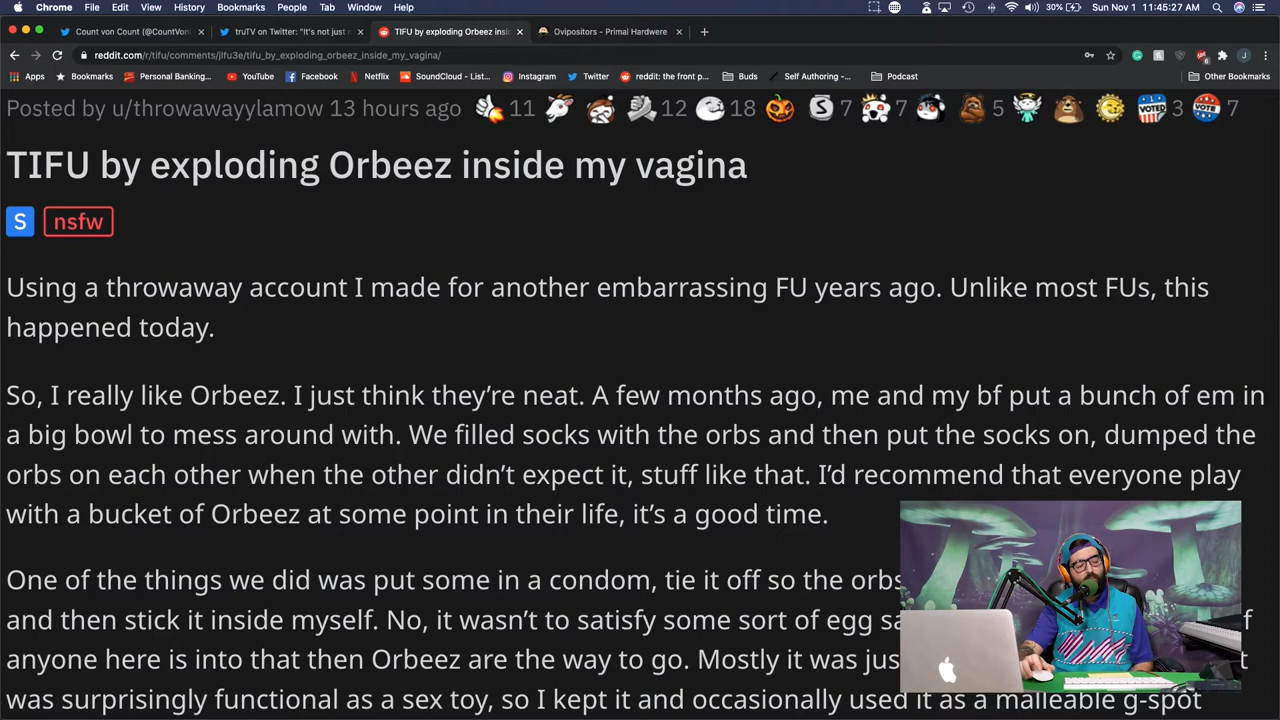 Chrome File Edit View History Bookmarks People Tab Window Help 30% Sun Nov 1 11:45:27 AM
Count von Count (@CountVon truTV on Twitter: "It's not just TIFU by exploding Orbeez insi Ovipositors - Primal Hardwere
reddit.com/r/tifu/comments/jlfu3e/tifu_by_exploding_orbeez_inside_my_vagina/
Apps Bookmarks Personal Banking... YouTube Facebook Netflix SoundCloud - List... Instagram Twitter reddit: the front p... Buds Self Authoring -... Podcast Other Bookmarks
Posted by u/throwawayylamow 13 hours ago 11 12 18 S 7 7 5 VOTED 3 VOTE 7
TIFU by exploding Orbeez inside my vagina
S nsfw
Using a throwaway account I made for another embarrassing FU years ago. Unlike most FUs, this
happened today.
So, I really like Orbeez. I just think they're neat. A few months ago, me and my bf put a bunch of em in
a big bowl to mess around with. We filled socks with the orbs and then put the socks on, dumped the
orbs on each other when the other didn't expect it, stuff like that. I'd recommend that everyone play
with a bucket of Orbeez at some point in their life, it's a good time.
One of the things we did was put some in a condom, tie it off so the orbs
and then stick it inside myself. No, it wasn't to satisfy some sort of egg sa f
anyone here is into that then Orbeez are the way to go. Mostly it was jus t
was surprisingly functional as a sex toy, so I kept it and occasionally used it as a malleable g-spot